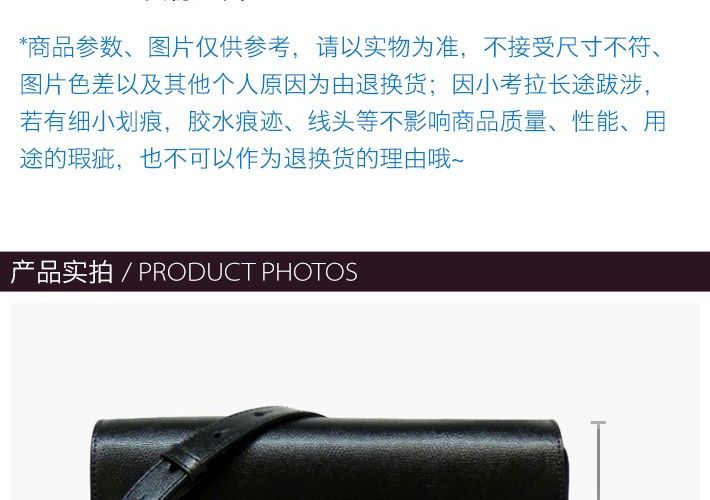 *商品参数、图片仅供参考，请以实物为准，不接受尺寸不符、
图片色差以及其他个人原因为由退换货；因小考拉长途跋涉，
若有细小划痕，胶水痕迹、线头等不影响商品质量、性能、用
途的瑕疵，也不可以作为退换货的理由哦~
产品实拍 / PRODUCT PHOTOS